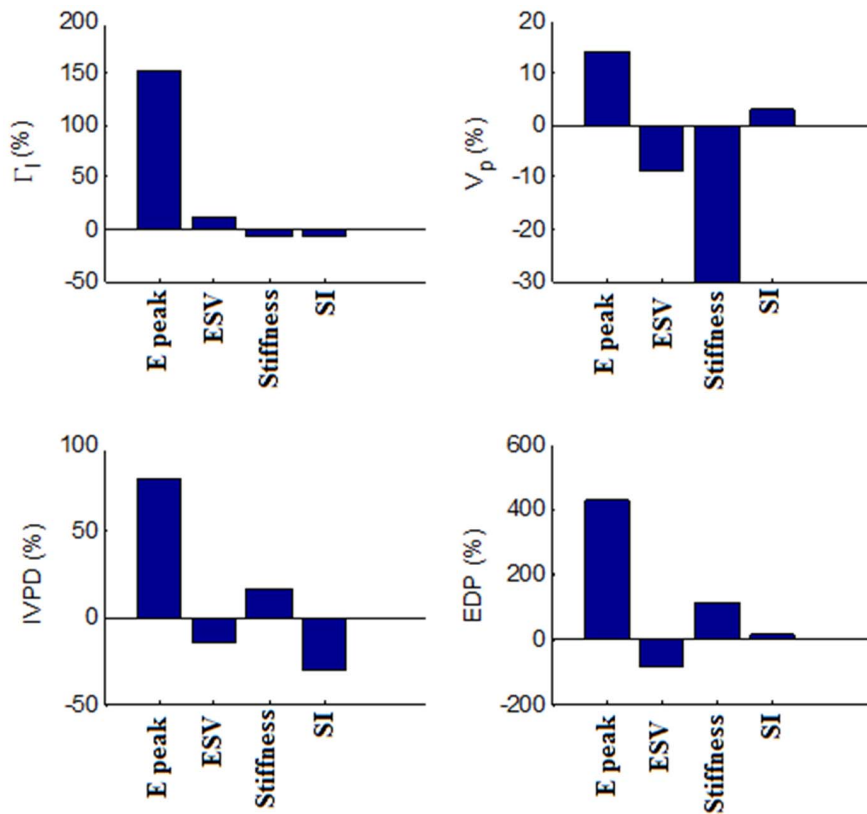 200
150
100
50
0
-50
Γl (%)
E peak
ESV
Stiffness
SI
20
10
0
-10
-20
-30
Vp (%)
E peak
ESV
Stiffness
SI
100
50
0
-50
IVPD (%)
E peak
ESV
Stiffness
SI
600
400
200
0
-200
EDP (%)
E peak
ESV
Stiffness
SI